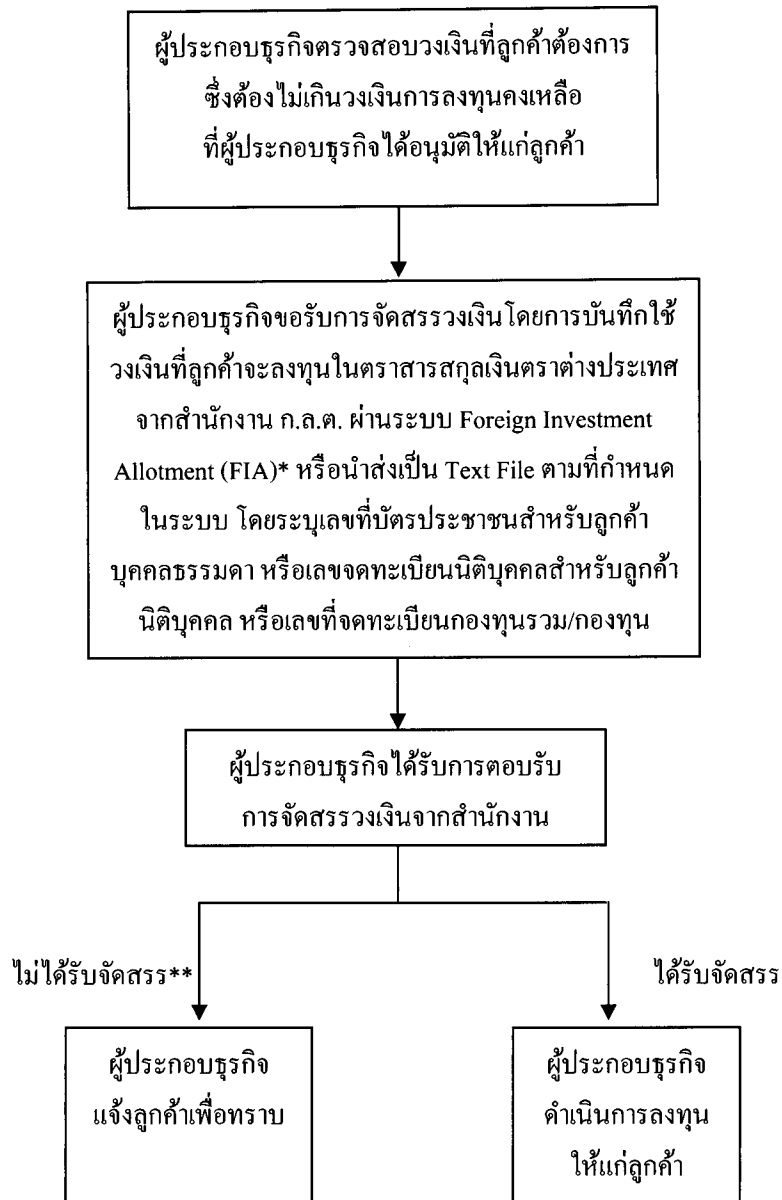 ผู้ประกอบธุรกิจตรวจสอบวงเงินที่ลูกค้าต้องการ
ซึ่งต้องไม่เกินวงเงินการลงทุนคงเหลือ
ที่ผู้ประกอบธุรกิจได้อนุมัติให้แก่ลูกค้า
ผู้ประกอบธุรกิจขอรับการจัดสรรวงเงินโดยการบันทึกใช้
วงเงินที่ลูกค้าจะลงทุนในตราสารสกุลเงินตราต่างประเทศ
จากสำนักงาน ก.ล.ต. ผ่านระบบ Foreign Investment
Allotment (FIA)* หรือนำส่งเป็น Text File ตามที่กำหนด
ในระบบ โดยระบุเลขที่บัตรประชาชนสำหรับลูกค้า
บุคคลธรรมดา หรือเลขจดทะเบียนนิติบุคคลสำหรับลูกค้า
นิติบุคคล หรือเลขที่จดทะเบียนกองทุนรวม/กองทุน
ผู้ประกอบธุรกิจได้รับการตอบรับ
การจัดสรรวงเงินจากสำนักงาน
ไม่ได้รับจัดสรร**
ได้รับจัดสรร
ผู้ประกอบธุรกิจ
แจ้งลูกค้าเพื่อทราบ
ผู้ประกอบธุรกิจ
ดำเนินการลงทุน
ให้แก่ลูกค้า